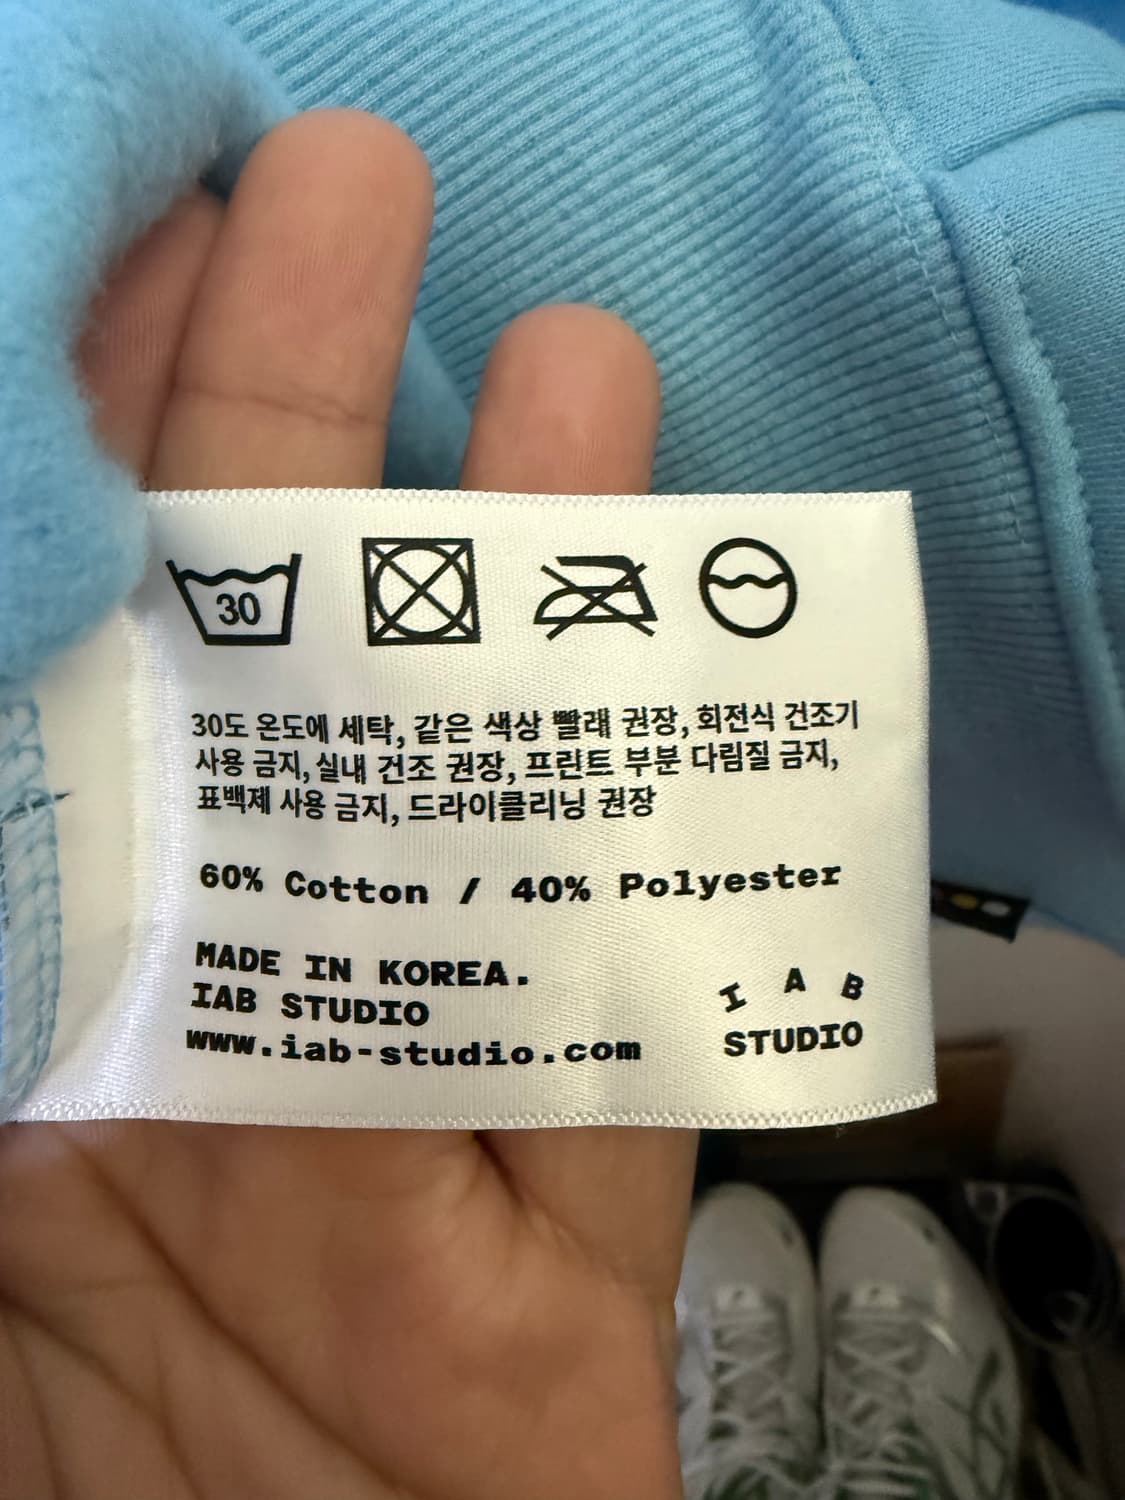 30
30도 온도에 세탁, 같은 색상 빨래 권장, 회전식 건조기
사용 금지, 실내 건조 권장, 프린트 부분 다림질 금지,
표백제 사용 금지, 드라이클리닝 권장
60% Cotton / 40% Polyester
MADE IN KOREA.
IAB STUDIO
www.iab-studio.com
I A B
STUDIO